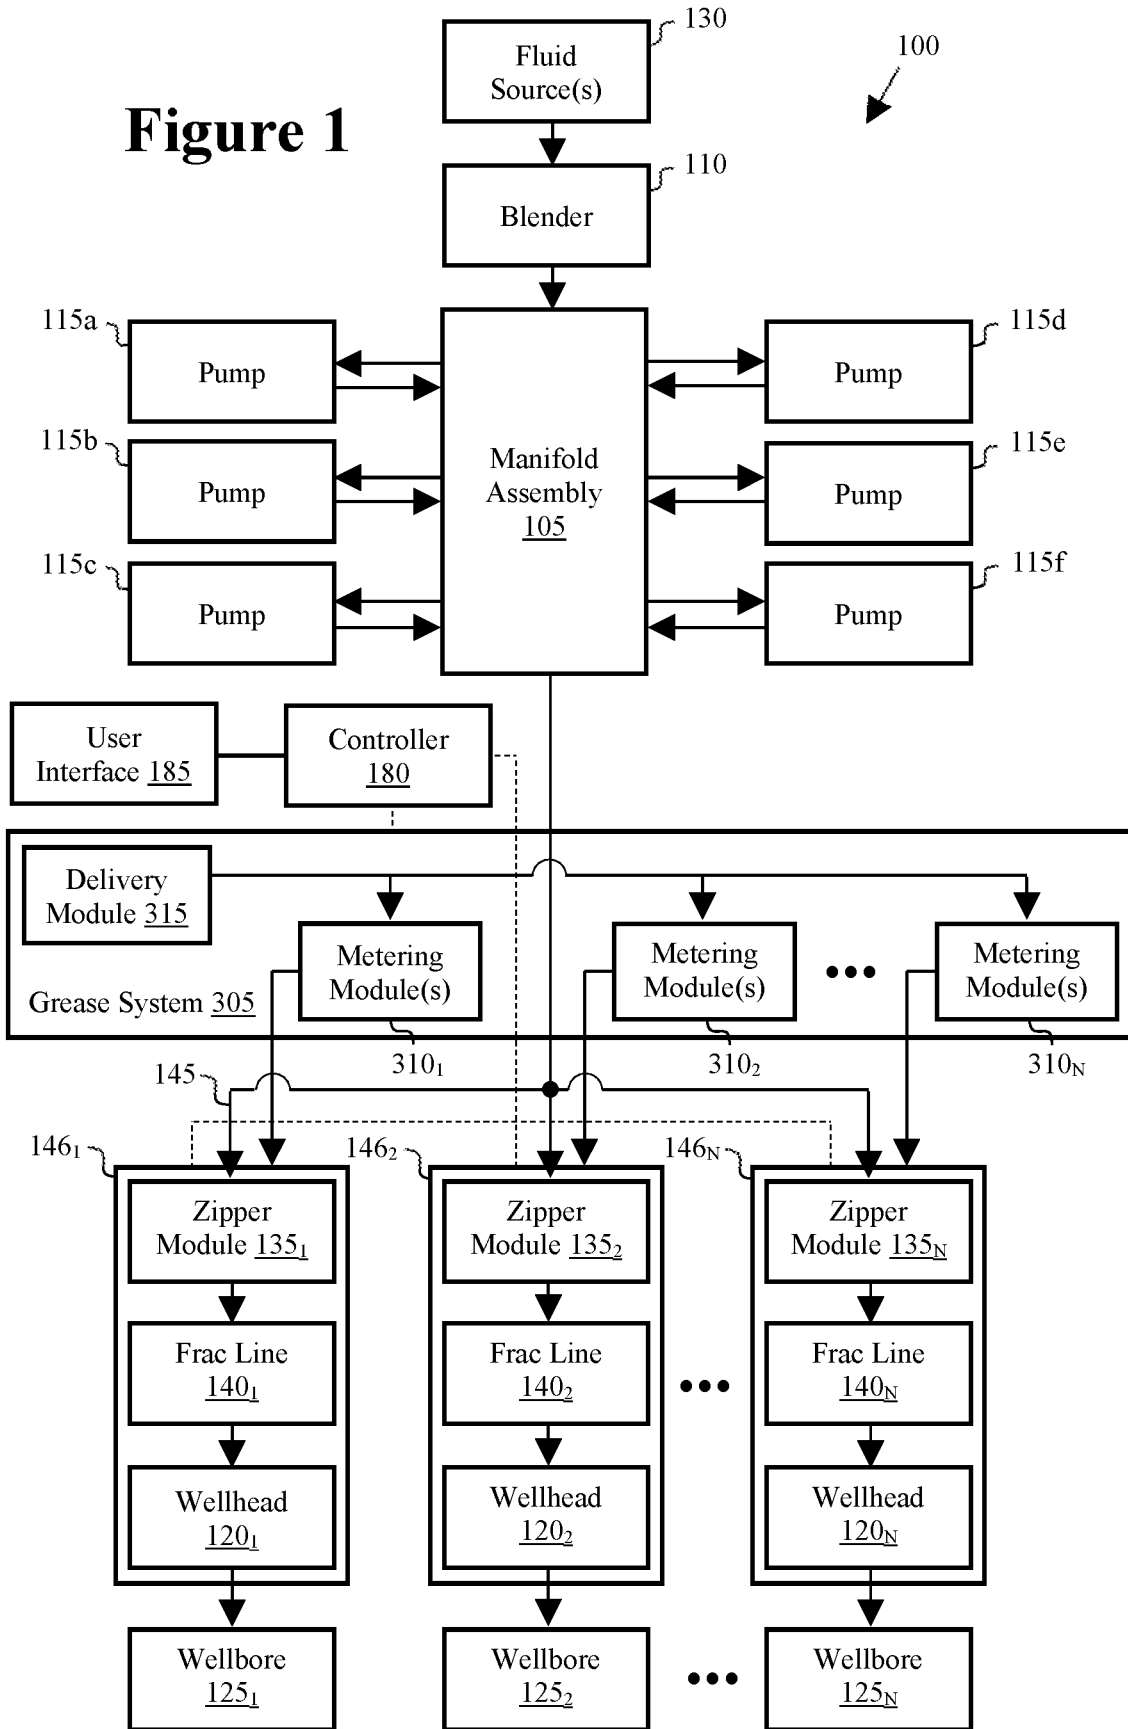 130
100
Fluid
Source(s)
Figure 1
110
Blender
115a
115d
Pump
Pump
115b
115e
Manifold
Assembly
105
Pump
Pump
115c
115f
Pump
Pump
User
Interface 185
Controller
180
Delivery
Module 315
Metering
Module(s)
Metering
Module(s)
Metering
Module(s)
Grease System 305
310₁
310₂
310N
145
146₁
146₂
146N
Zipper
Module 135₁
Zipper
Module 135₂
Zipper
Module 135N
Frac Line
140₁
Frac Line
140₂
Frac Line
140N
Wellhead
120₁
Wellhead
120₂
Wellhead
120N
Wellbore
125₁
Wellbore
125₂
Wellbore
125N